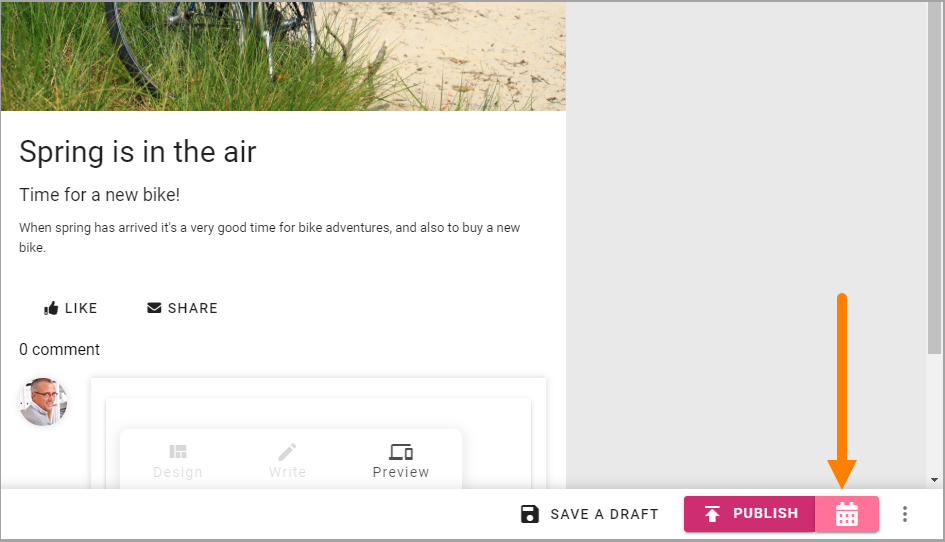 Spring is in the air
Time for a new bike!
When spring has arrived it's a very good time for bike adventures, and also to buy a new
bike.
LIKE SHARE
0 comment
Design Write Preview
SAVE A DRAFT PUBLISH